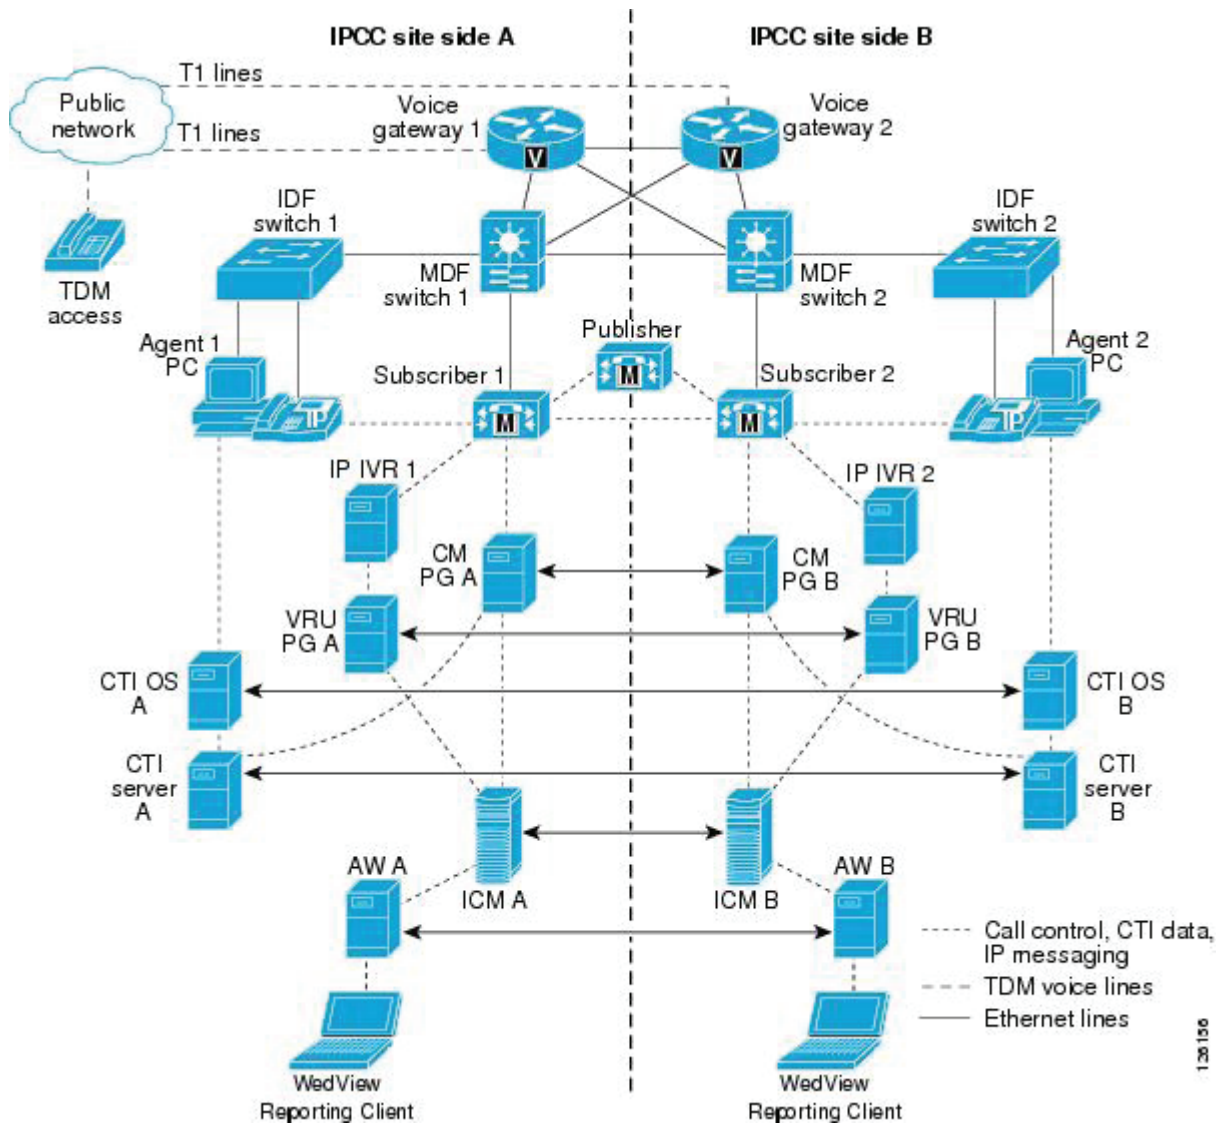 IPCC site side A
IPCC site side B
T1 lines
Public
network
T1 lines
Voice
gateway 1
Voice
gateway 2
IDF
switch 1
IDF
switch 2
TDM
access
MDF
switch 1
MDF
switch 2
Publisher
Agent 1
PC
Agent 2
PC
Subscriber 1
Subscriber 2
V
V
M
M
M
IP
IP
IP IVR 1
IP IVR 2
CM
PG A
CM
PG B
VRU
PG A
VRU
PG B
CTI OS
A
CTI OS
B
CTI
server
A
CTI
server
B
AW A
ICM A
ICM B
AW B
Call control, CTI data,
IP messaging
TDM voice lines
Ethernet lines
WedView
Reporting Client
WedView
Reporting Client
126156